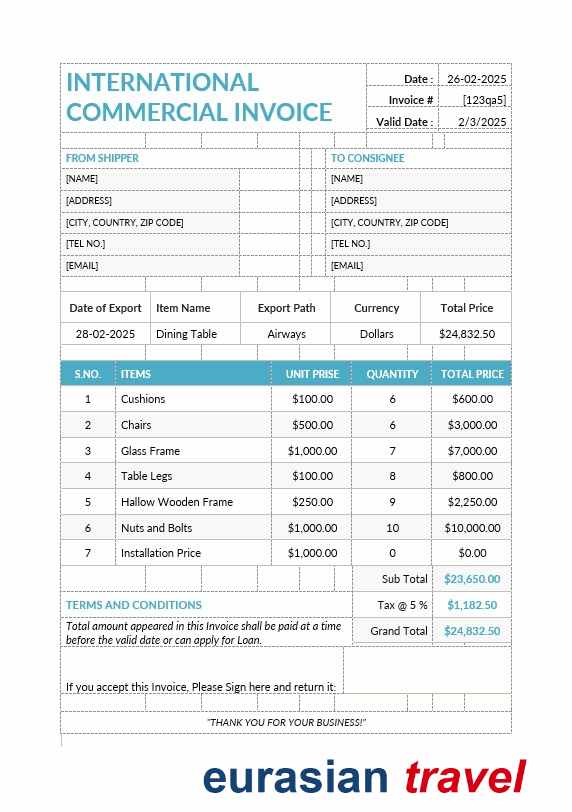 INTERNATIONAL
COMMERCIAL INVOICE
Date : 26-02-2025
Invoice # [123qa5]
Valid Date : 2/3/2025
FROM SHIPPER TO CONSIGNEE
[NAME] [NAME]
[ADDRESS] [ADDRESS]
[CITY, COUNTRY, ZIP CODE] [CITY, COUNTRY, ZIP CODE]
[TEL NO.] [TEL NO.]
[EMAIL] [EMAIL]
Date of Export Item Name Export Path Currency Total Price
28-02-2025 Dining Table Airways Dollars $24,832.50
S.NO. ITEMS UNIT PRISE QUANTITY TOTAL PRICE
1 Cushions $100.00 6 $600.00
2 Chairs $500.00 6 $3,000.00
3 Glass Frame $1,000.00 7 $7,000.00
4 Table Legs $100.00 8 $800.00
5 Hallow Wooden Frame $250.00 9 $2,250.00
6 Nuts and Bolts $1,000.00 10 $10,000.00
7 Installation Price $1,000.00 0 $0.00
Sub Total $23,650.00
TERMS AND CONDITIONS Tax @ 5 % $1,182.50
Total amount appeared in this Invoice shall be paid at a time
before the valid date or can apply for Loan.
Grand Total $24,832.50
If you accept this Invoice, Please Sign here and return it:
"THANK YOU FOR YOUR BUSINESS!"
eurasian travel